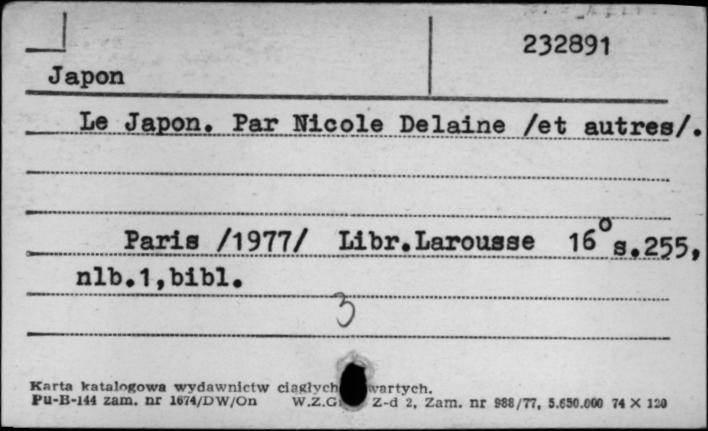 232891
Japon
Le Japon. Par Nicole Delaine /et autres/.
Paris /1977/ Libr.Larousse 16° s.255,
nlb.1,bibl.
3
Karta katalogowa wydawnictw ciągłych wartych.
Pu-B-144 zam. nr 1674/DW/On W.Z.G Z-d 2, Zam. nr 988/77, 5.650.000 74 X 120